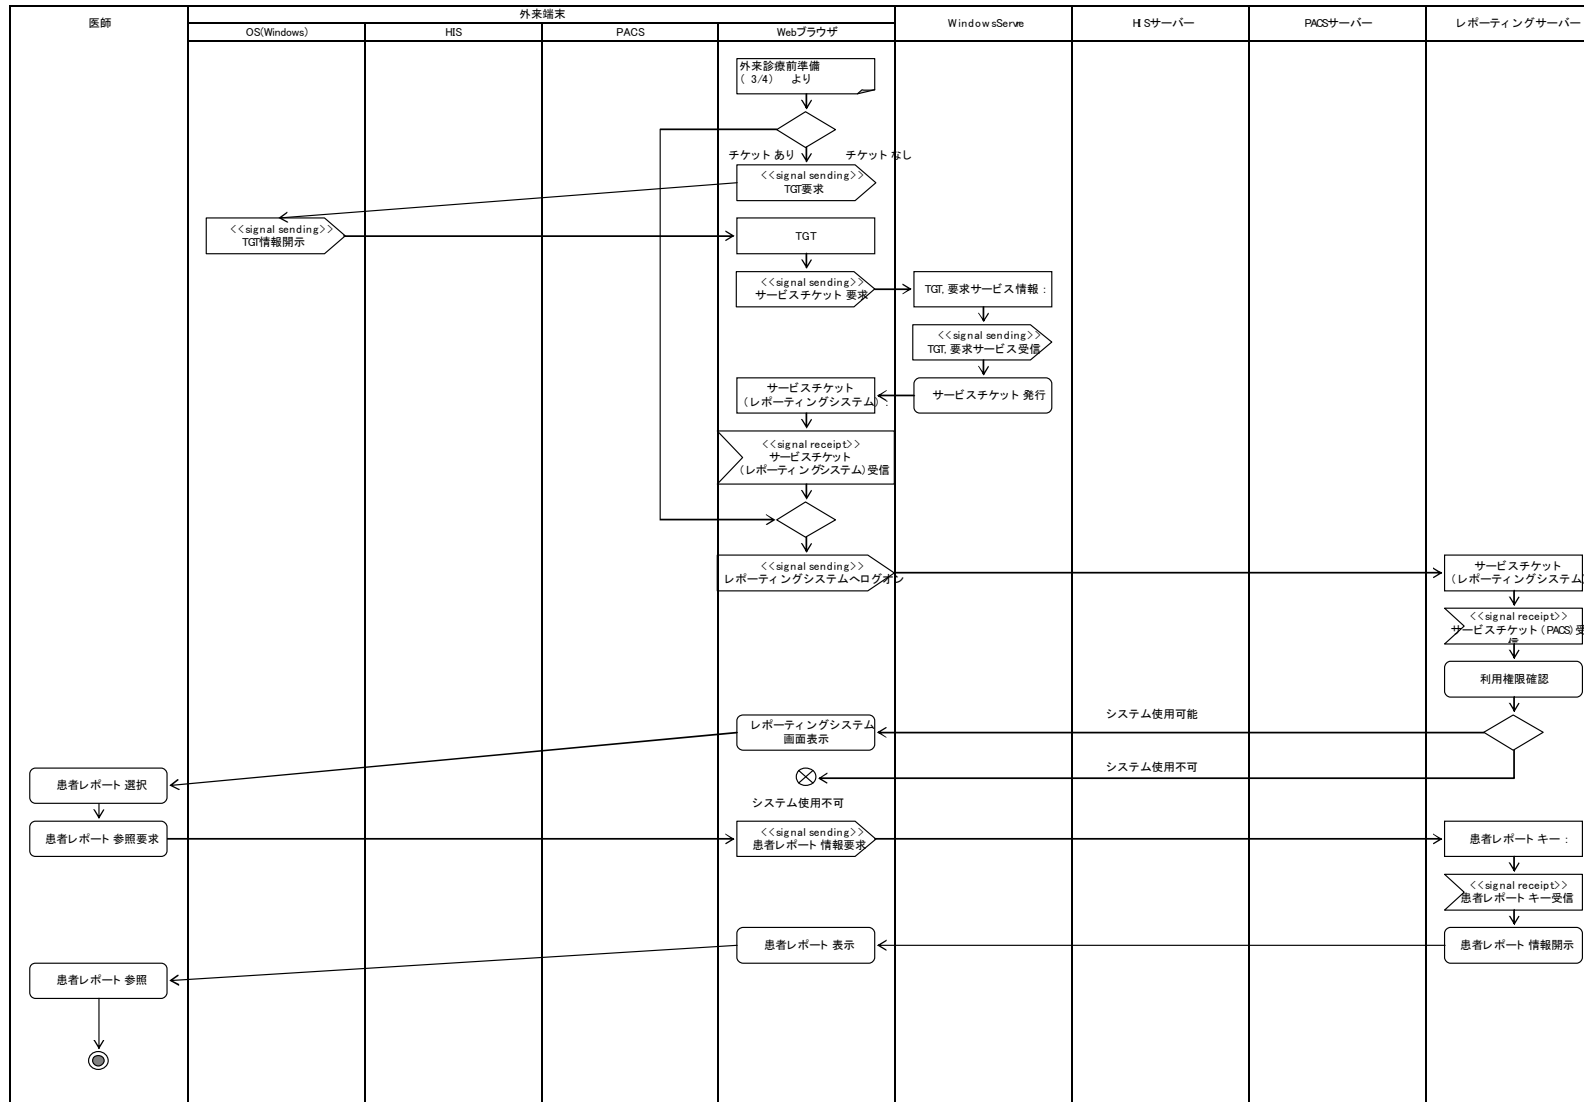 医師
外来端末
OS(Windows)
HIS
PACS
Webブラウザ
WindowsServe
HISサーバー
PACSサーバー
レポーティングサーバー
外来診療前準備
( 3/4) より
チケットあり
チケットなし
<<signal sending>>
TGT要求
<<signal sending>>
TGT情報開示
TGT
<<signal sending>>
サービスチケット要求
TGT, 要求サービス情報 :
<<signal sending>>
TGT, 要求サービス受信
サービスチケット
(レポーティングシステム) :
サービスチケット発行
<<signal receipt>>
サービスチケット
(レポーティングシステム)受信
<<signal sending>>
レポーティングシステムへログオン
サービスチケット
(レポーティングシステム)
<<signal receipt>>
サービスチケット(PACS)受
信
利用権限確認
システム使用可能
レポーティングシステム
画面表示
システム使用不可
患者レポート選択
システム使用不可
患者レポート参照要求
<<signal sending>>
患者レポート情報要求
患者レポートキー :
<<signal receipt>>
患者レポートキー受信
患者レポート表示
患者レポート情報開示
患者レポート参照